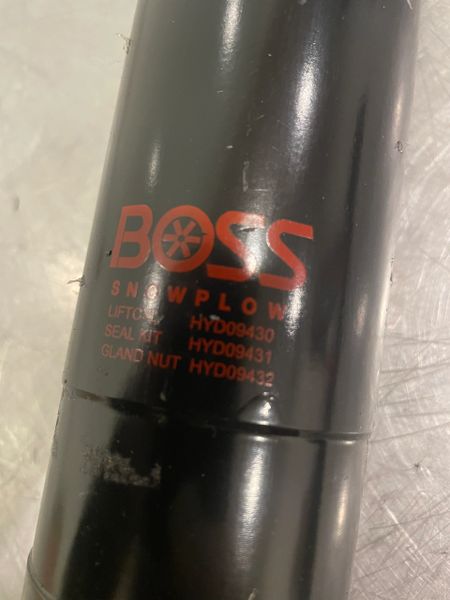 BOSS
SNOWPLOW
HYD09430
SEAL KIT HYD09431
GLAND NUT HYD09432